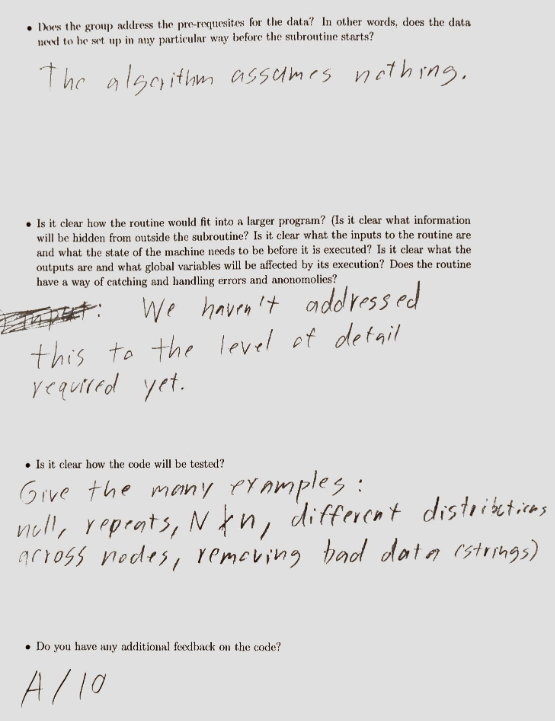 • Does the group address the pre-requesites for the data? In other words, does the data
need to be set up in any particular way before the subroutine starts?
The algorithm assumes nothing.
• Is it clear how the routine would fit into a larger program? (Is it clear what information
will be hidden from outside the subroutine? Is it clear what the inputs to the routine are
and what the state of the machine needs to be before it is executed? Is it clear what the
outputs are and what global variables will be affected by its execution? Does the routine
have a way of catching and handling errors and anonomolies?
: We haven't addressed
this to the level of detail
required yet.
• Is it clear how the code will be tested?
Give the many examples:
null, repeats, N∤n, different distributions
across nodes, removing bad data (strings)
• Do you have any additional feedback on the code?
A/10